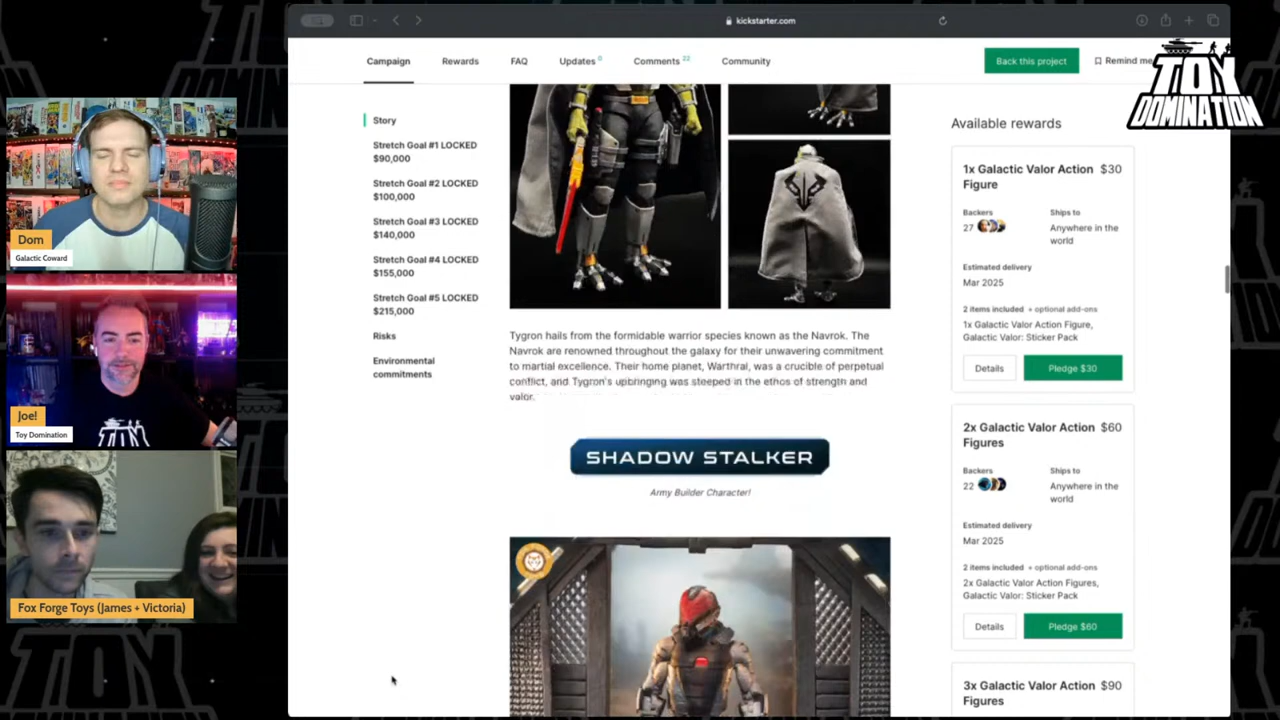 kickstarter.com
Campaign
Rewards
FAQ
Updates 0
Comments 22
Community
Back this project
Remind me
TOY
DOMINATION
Dom
Galactic Coward
Joe!
Toy Domination
Fox Forge Toys (James + Victoria)
Story
Stretch Goal #1 LOCKED
$90,000
Stretch Goal #2 LOCKED
$100,000
Stretch Goal #3 LOCKED
$140,000
Stretch Goal #4 LOCKED
$155,000
Stretch Goal #5 LOCKED
$215,000
Risks
Environmental
commitments
Tygron hails from the formidable warrior species known as the Navrok. The
Navrok are renowned throughout the galaxy for their unwavering commitment
to martial excellence. Their home planet, Warthrai, was a crucible of perpetual
conflict, and Tygron's upbringing was steeped in the ethos of strength and
valor.
SHADOW STALKER
Army Builder Character!
Available rewards
1x Galactic Valor Action $30
Figure
Backers Ships to
27 Anywhere in the
world
Estimated delivery
Mar 2025
2 items included + optional add-ons
1x Galactic Valor Action Figure,
Galactic Valor: Sticker Pack
Details Pledge $30
2x Galactic Valor Action $60
Figures
Backers Ships to
22 Anywhere in the
world
Estimated delivery
Mar 2025
2 items included + optional add-ons
2x Galactic Valor Action Figures,
Galactic Valor: Sticker Pack
Details Pledge $60
3x Galactic Valor Action $90
Figures